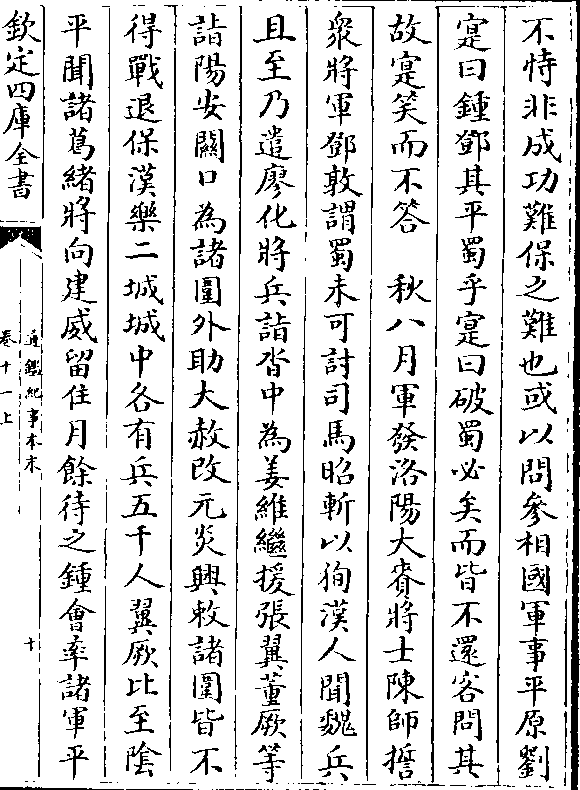 不恃非成功難保之難也或以問參相國軍事平原劉
寔曰鍾鄧其平蜀乎寔曰破蜀必矣而皆不還客問其
故寔笑而不答　秋八月軍發洛陽大賚將士陳師誓
衆將軍鄧敦謂蜀未可討司馬昭斬以狥漢人聞魏兵
且至乃遣廖化將兵詣沓中為姜維繼援張翼董厥等
詣陽安關口為諸圍外助大赦改元炎興敕諸圍皆不
得戰退保漢樂二城城中各有兵五千人翼厥比至陰
平聞諸葛緒將向建威留住月餘待之鍾會率諸軍平
欽定四庫全書
通鑑紀事本末
卷十一上
十